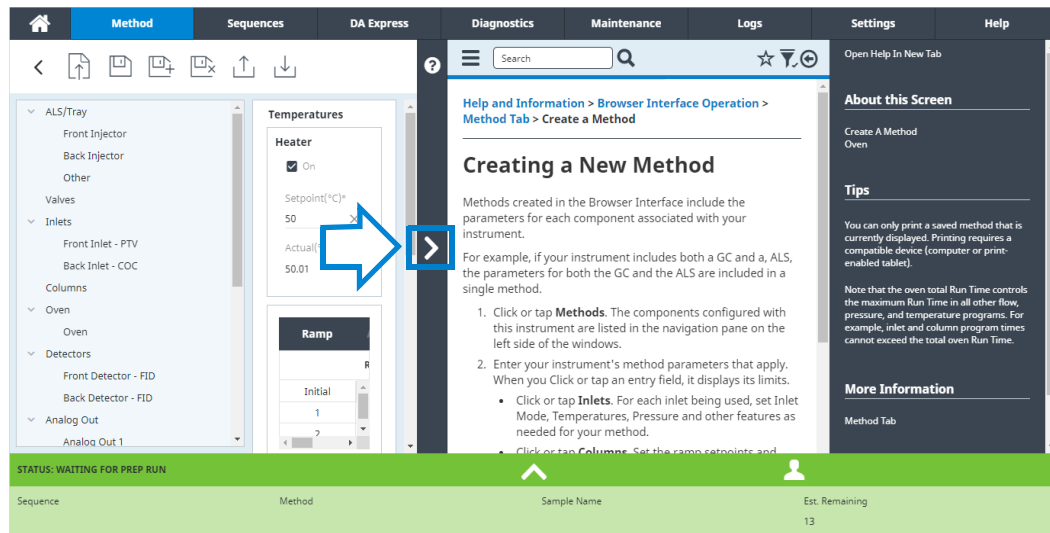 Method
Sequences
DA Express
Diagnostics
Maintenance
Logs
Settings
Help
ALS/Tray
Front Injector
Back Injector
Other
Valves
Inlets
Front Inlet - PTV
Back Inlet - COC
Columns
Oven
Oven
Detectors
Front Detector - FID
Back Detector - FID
Analog Out
Analog Out 1
Temperatures
Heater
On
Setpoint(°C)*
50
Actual(
50.01
Ramp
Initial
1
2
?
Search
Help and Information > Browser Interface Operation >
Method Tab > Create a Method
Creating a New Method
Methods created in the Browser Interface include the
parameters for each component associated with your
instrument.
For example, if your instrument includes both a GC and a, ALS,
the parameters for both the GC and the ALS are included in a
single method.
1. Click or tap Methods. The components configured with
this instrument are listed in the navigation pane on the
left side of the windows.
2. Enter your instrument's method parameters that apply.
When you Click or tap an entry field, it displays its limits.
• Click or tap Inlets. For each inlet being used, set Inlet
Mode, Temperatures, Pressure and other features as
needed for your method.
• Click or tap Columns. Set the ramp setpoints and
Open Help In New Tab
About this Screen
Create A Method
Oven
Tips
You can only print a saved method that is
currently displayed. Printing requires a
compatible device (computer or print-
enabled tablet).
Note that the oven total Run Time controls
the maximum Run Time in all other flow,
pressure, and temperature programs. For
example, inlet and column program times
cannot exceed the total oven Run Time.
More Information
Method Tab
STATUS: WAITING FOR PREP RUN
Sequence
Method
Sample Name
Est. Remaining
13